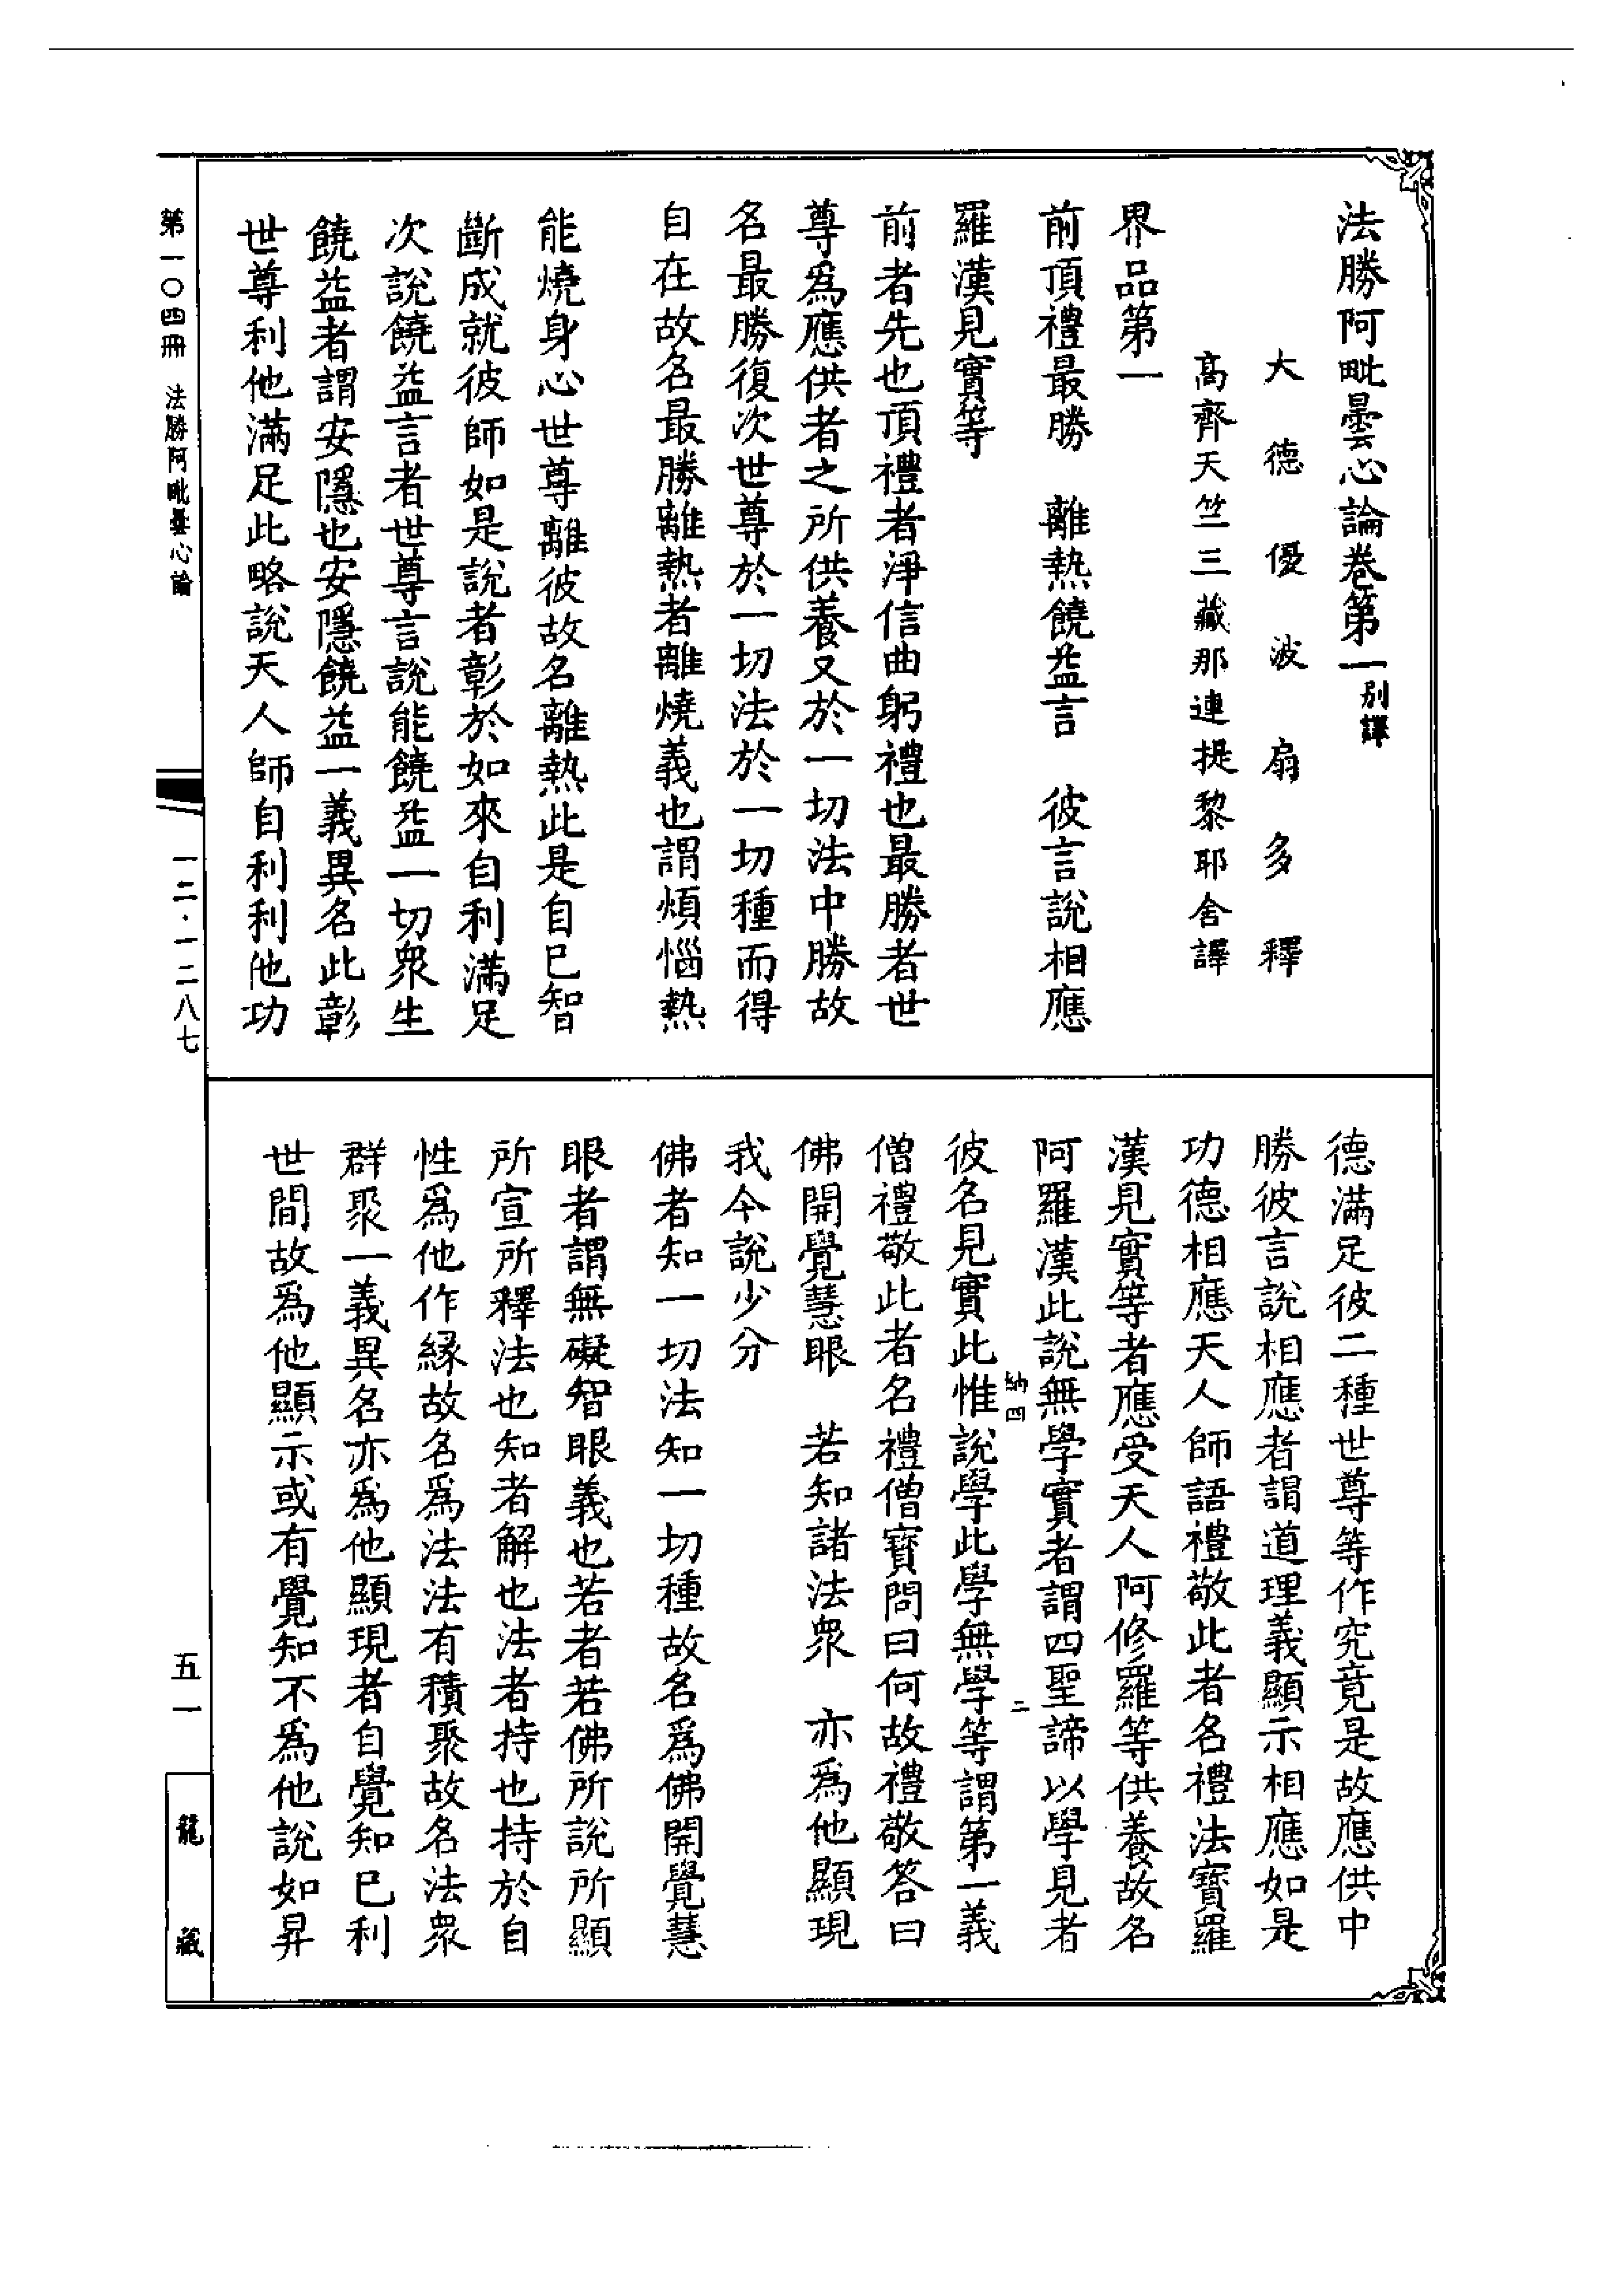 法勝阿毗曇心論卷第一別譯
大德優波扇多釋
高齊天竺三藏那連提黎耶舍譯
界品第一
前頂禮最勝　離熱饒益言　彼言說相應
羅漢見實等
前者先也頂禮者淨信曲躬禮也最勝者世
尊為應供者之所供養又於一切法中勝故
名最勝復次世尊於一切法於一切種而得
自在故名最勝離熱者離燒義也謂煩惱熱
能燒身心世尊離彼故名離熱此是自已智
斷成就彼師如是說者彰於如來自利滿足
次說饒益言者世尊言說能饒益一切眾生
饒益者謂安隱也安隱饒益一義異名此彰
世尊利他滿足此略說天人師自利利他功
德滿足彼二種世尊等作究竟是故應供中
勝彼言說相應者謂道理義顯示相應如是
功德相應天人師語禮敬此者名禮法寶羅
漢見實等者應受天人阿修羅等供養故名
阿羅漢此說無學實者謂四聖諦以學見者
彼名見實此惟說學此學無學等謂第一義
僧禮敬此者名禮僧寶問曰何故禮敬答曰
佛開覺慧眼　若知諸法眾　亦為他顯現
我今說少分
佛者知一切法知一切種故名為佛開覺慧
眼者謂無礙智眼義也若者若佛所說所顯
所宣所釋法也知者解也法者持也持於自
性為他作緣故名為法法有積聚故名法眾
群聚一義異名亦為他顯現者自覺知已利
世間故為他顯示或有覺知不為他說如昇
納四
二
第一〇四冊　法勝阿毗曇心論
一二·一二八七
五一
龍藏